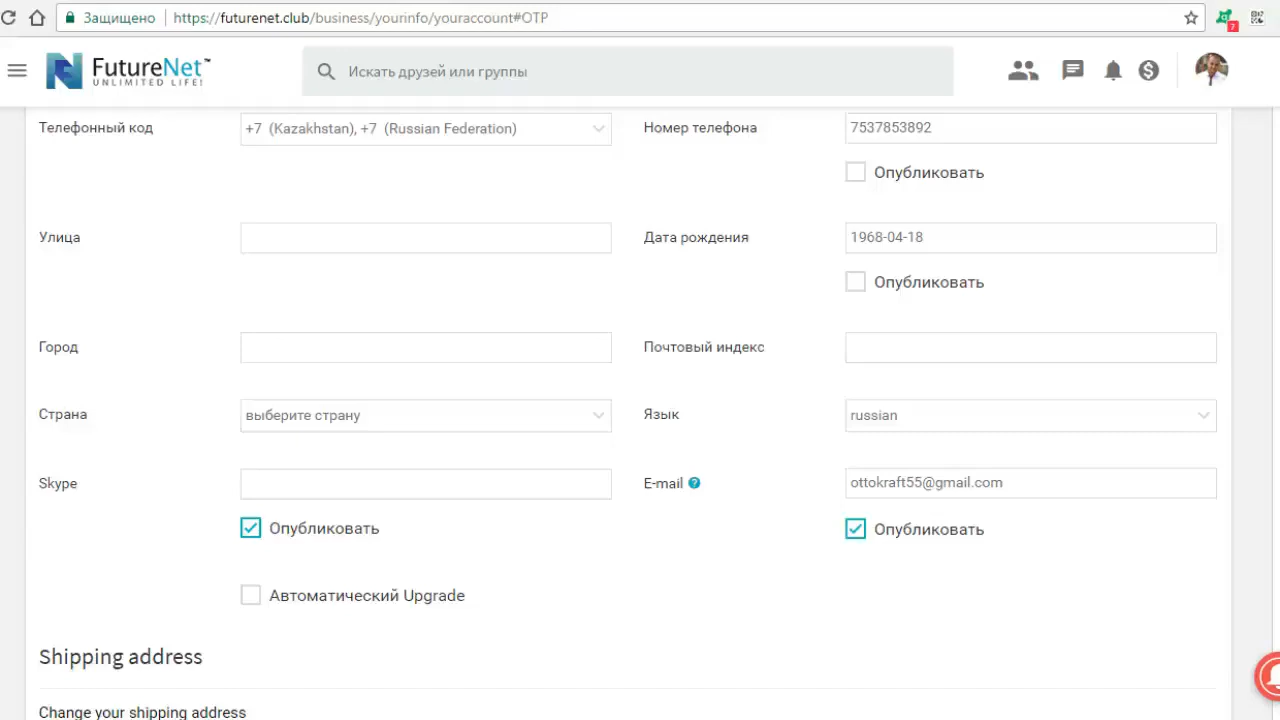 Защищено https://futurenet.club/business/yourinfo/youraccount#OTP
7
FutureNet™
UNLIMITED LIFE!
Искать друзей или группы
Телефонный код +7 (Kazakhstan), +7 (Russian Federation) Номер телефона 7537853892
Опубликовать
Улица Дата рождения 1968-04-18
Опубликовать
Город Почтовый индекс
Страна выберите страну Язык russian
Skype E-mail ? ottokraft55@gmail.com
Опубликовать Опубликовать
Автоматический Upgrade
Shipping address
Change your shipping address